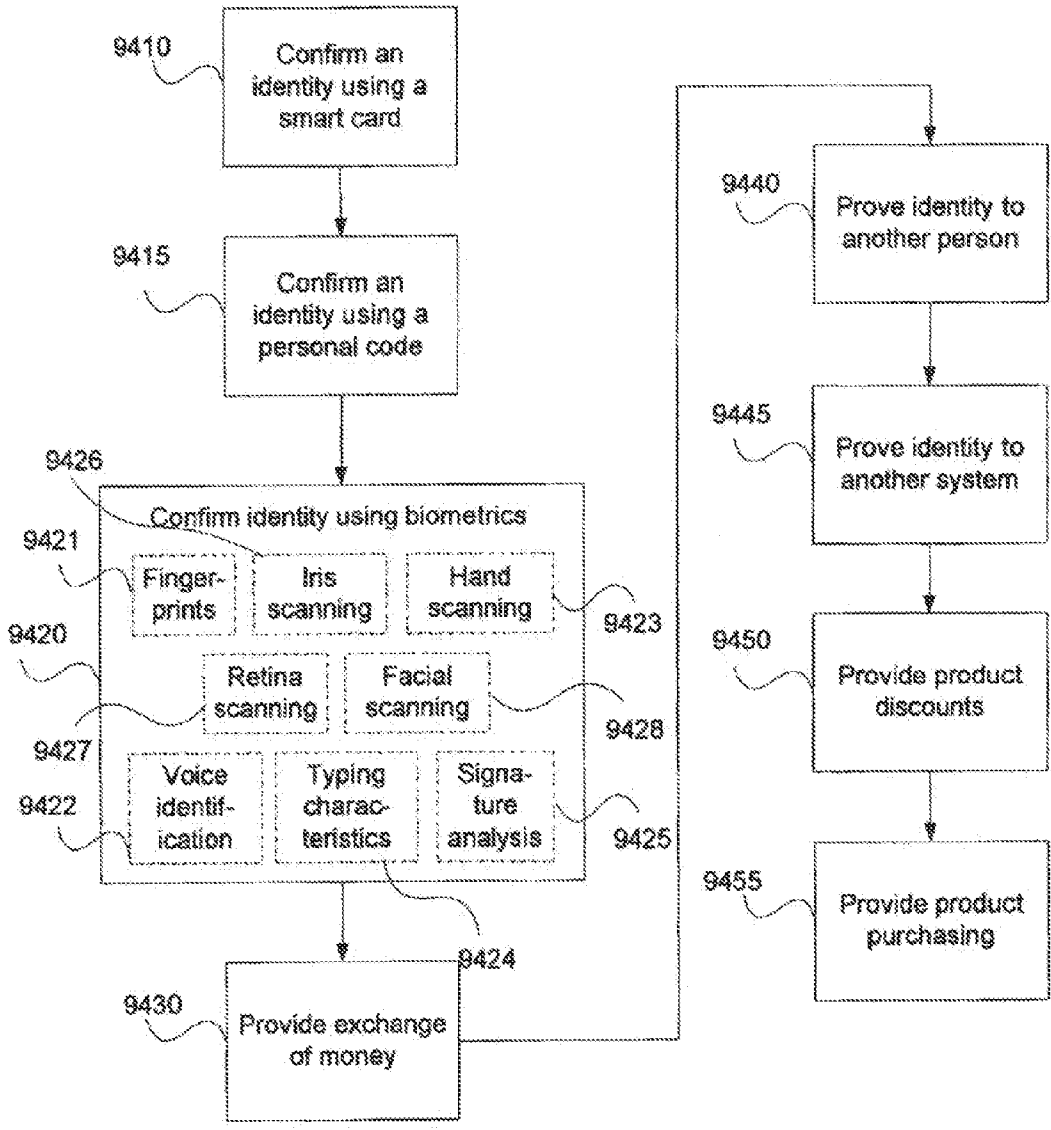 9410
Confirm an
identity using a
smart card
9415
Confirm an
identity using a
personal code
9426
Confirm identity using biometrics
9421
Finger-
prints
Iris
scanning
Hand
scanning
9423
9420
Retina
scanning
Facial
scanning
9428
9427
Voice
identif-
ication
Typing
charac-
teristics
Signa-
ture
analysis
9422
9425
9424
9430
Provide exchange
of money
9440
Prove identity to
another person
9445
Prove identity to
another system
9450
Provide product
discounts
9455
Provide product
purchasing